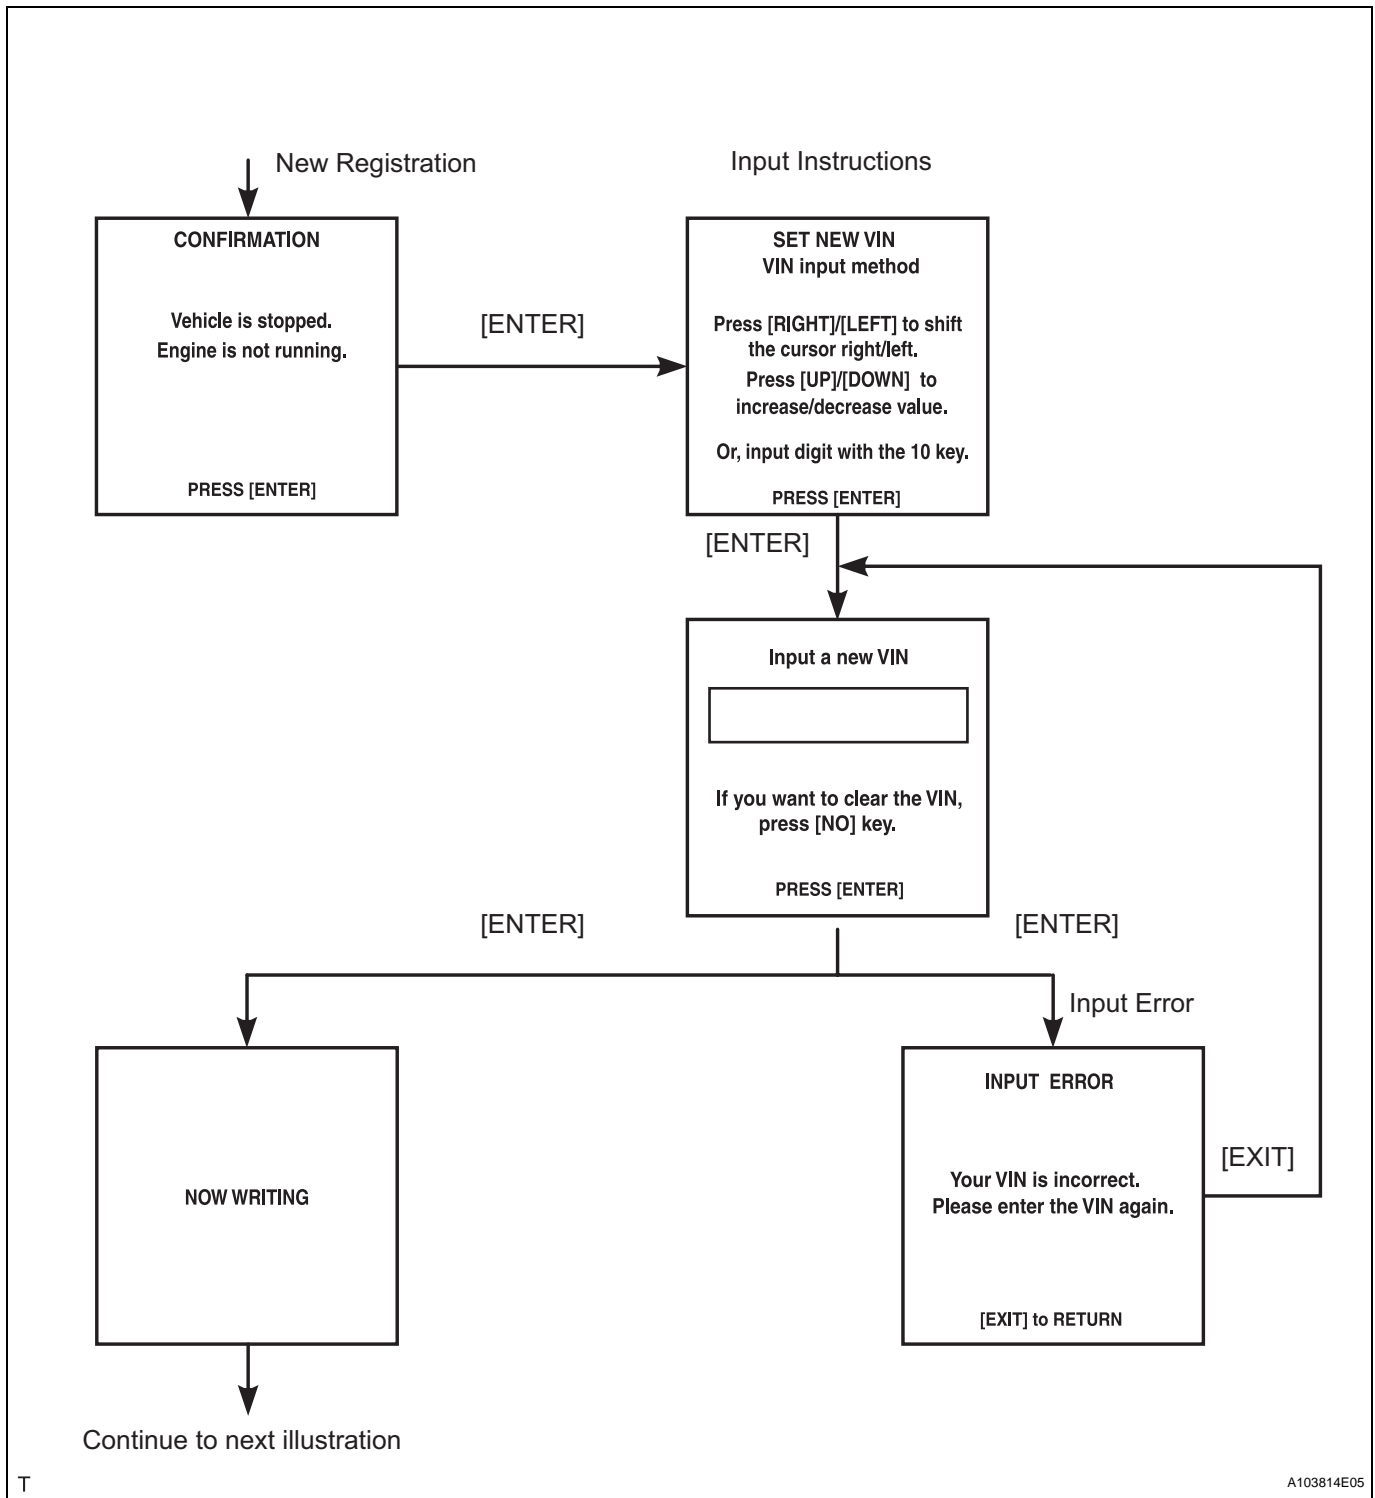 New Registration
Input Instructions
CONFIRMATION
Vehicle is stopped.
Engine is not running.
PRESS [ENTER]
[ENTER]
SET NEW VIN
VIN input method
Press [RIGHT]/[LEFT] to shift
the cursor right/left.
Press [UP]/[DOWN] to
increase/decrease value.
Or, input digit with the 10 key.
PRESS [ENTER]
[ENTER]
Input a new VIN
If you want to clear the VIN,
press [NO] key.
PRESS [ENTER]
[ENTER]
[ENTER]
Input Error
NOW WRITING
INPUT ERROR
Your VIN is incorrect.
Please enter the VIN again.
[EXIT] to RETURN
[EXIT]
Continue to next illustration
T
A103814E05